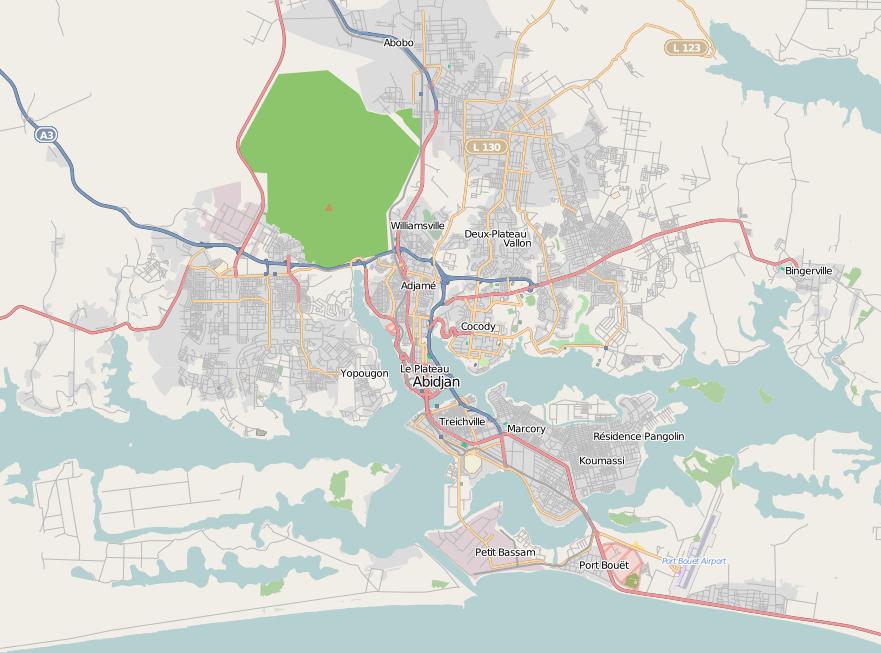 Abobo
L 123
A3
L 130
Williamsville
Deux-Plateau
Vallon
Bingerville
Adjamé
Cocody
Le Plateau
Yopougon
Abidjan
Treichville
Marcory
Résidence Pangolin
Koumassi
Petit Bassam
Port Bouët
Port Bouet Airport